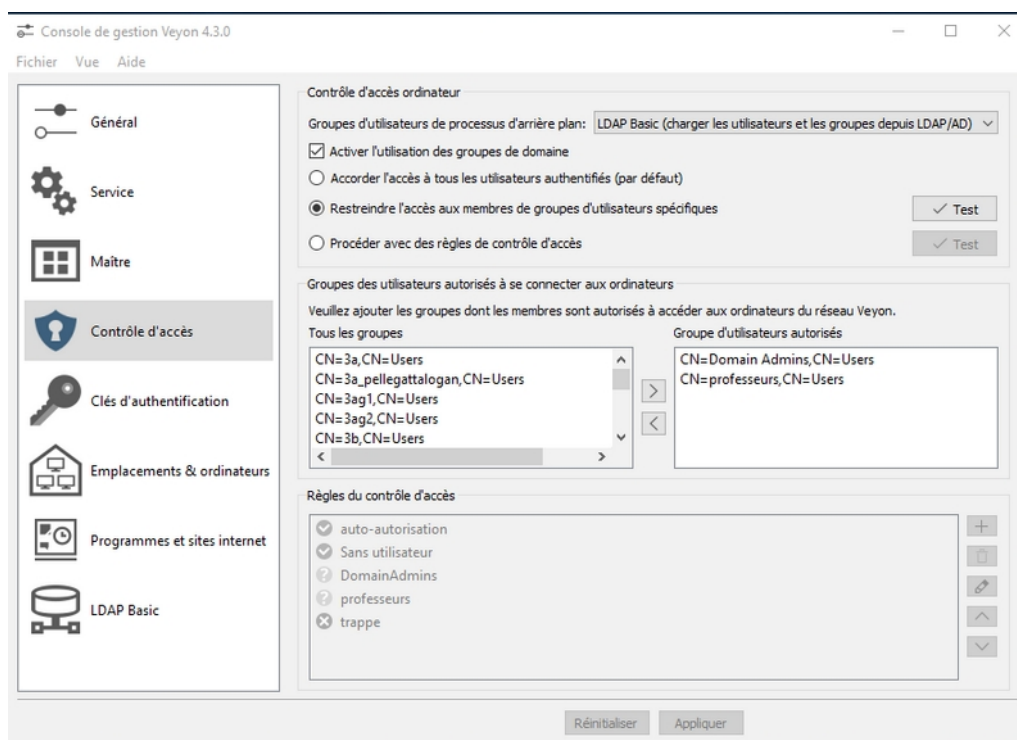 Console de gestion Veyon 4.3.0
Fichier Vue Aide
Général
Service
Maître
Contrôle d'accès
Clés d'authentification
Emplacements & ordinateurs
Programmes et sites internet
LDAP Basic
Contrôle d'accès ordinateur
Groupes d'utilisateurs de processus d'arrière plan: LDAP Basic (charger les utilisateurs et les groupes depuis LDAP/AD)
Activer l'utilisation des groupes de domaine
Accorder l'accès à tous les utilisateurs authentifiés (par défaut)
Restreindre l'accès aux membres de groupes d'utilisateurs spécifiques Test
Procéder avec des règles de contrôle d'accès Test
Groupes des utilisateurs autorisés à se connecter aux ordinateurs
Veuillez ajouter les groupes dont les membres sont autorisés à accéder aux ordinateurs du réseau Veyon.
Tous les groupes
CN=3a,CN=Users
CN=3a_pellegattalogan,CN=Users
CN=3ag1,CN=Users
CN=3ag2,CN=Users
CN=3b,CN=Users
Groupe d'utilisateurs autorisés
CN=Domain Admins,CN=Users
CN=professeurs,CN=Users
Règles du contrôle d'accès
auto-autorisation
Sans utilisateur
DomainAdmins
professeurs
trappe
Réinitialiser Appliquer